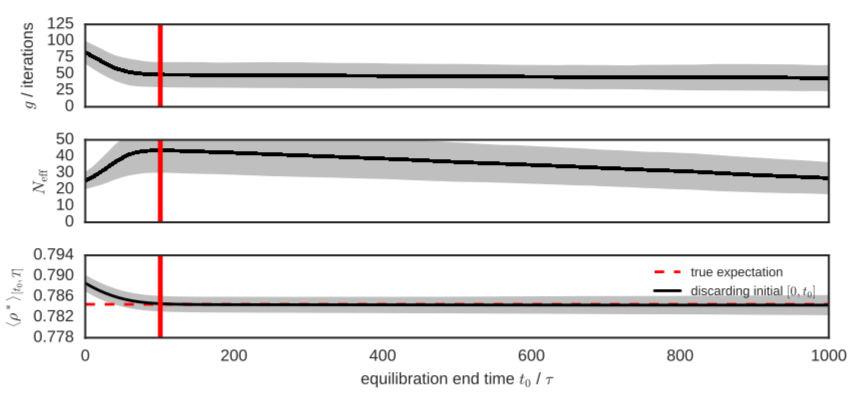 g / iterations
125
100
75
50
25
0
N_eff
50
40
30
20
10
0
⟨ρ*⟩[t₀,T]
0.794
0.790
0.786
0.782
0.778
true expectation
discarding initial [0, t₀]
0 200 400 600 800 1000
equilibration end time t₀ / τ